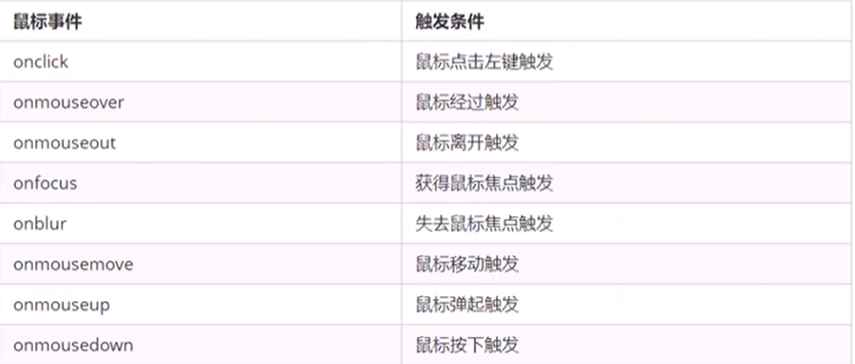 鼠标事件 触发条件
onclick 鼠标点击左键触发
onmouseover 鼠标经过触发
onmouseout 鼠标离开触发
onfocus 获得鼠标焦点触发
onblur 失去鼠标焦点触发
onmousemove 鼠标移动触发
onmouseup 鼠标弹起触发
onmousedown 鼠标按下触发